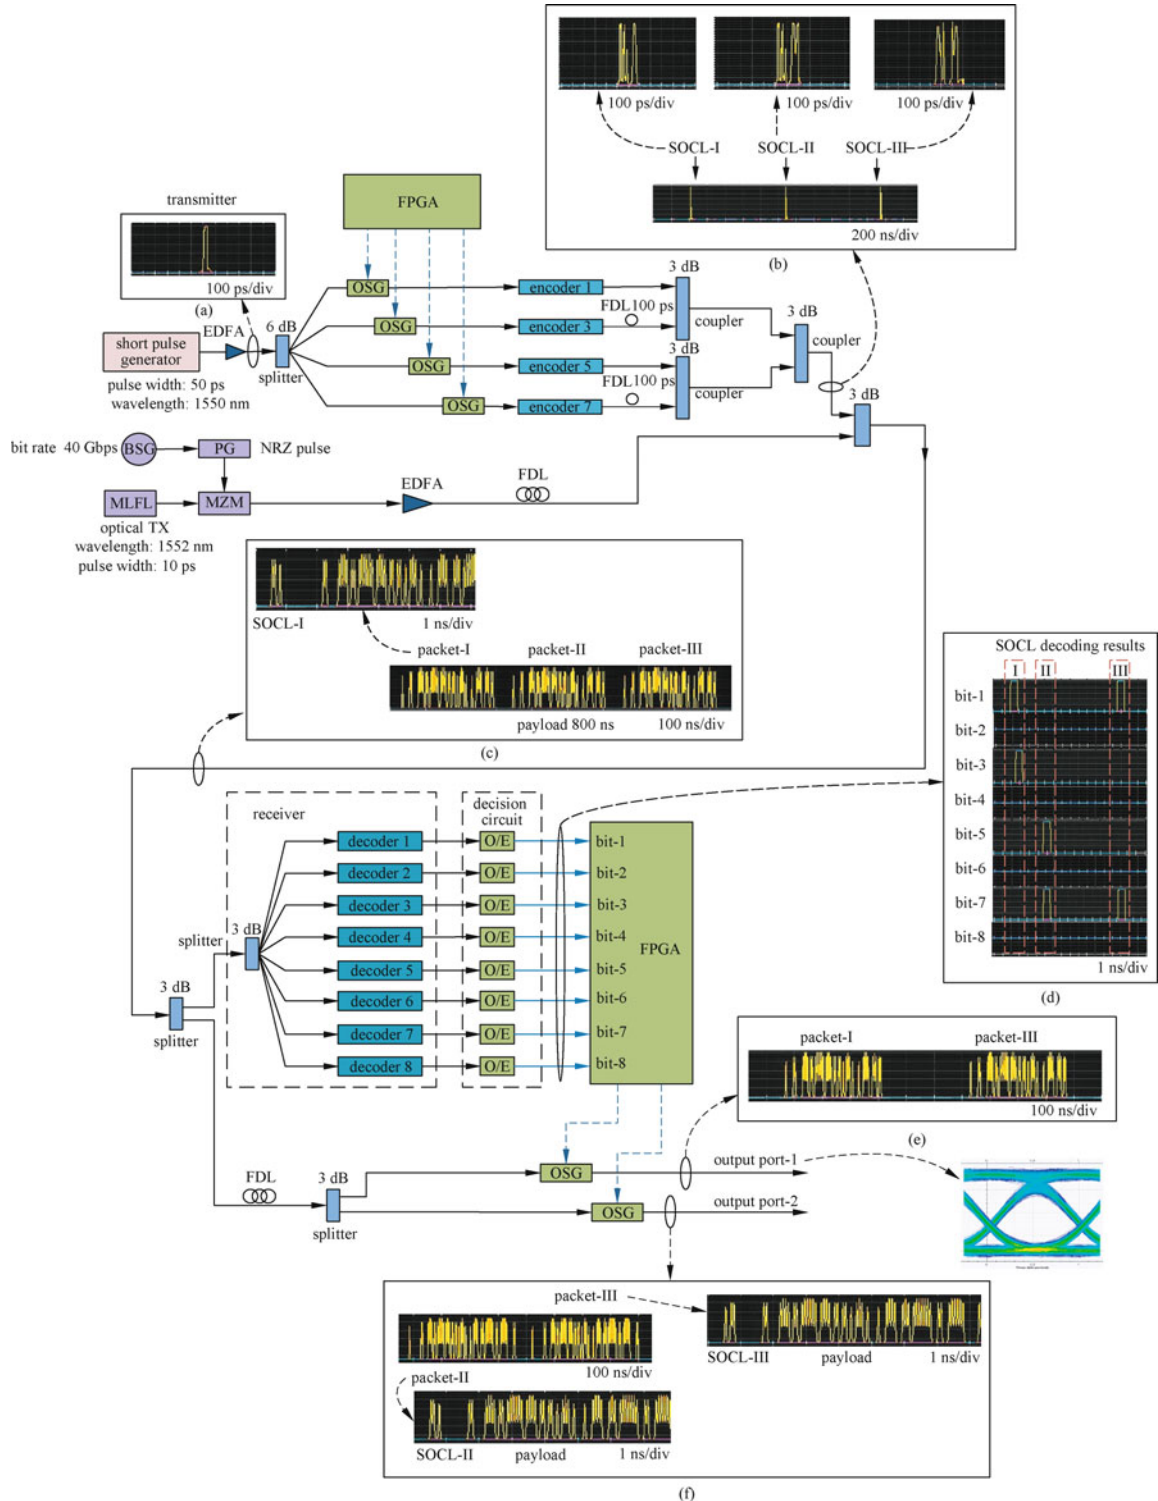 100 ps/div
100 ps/div
100 ps/div
SOCL-I
SOCL-II
SOCL-III
200 ns/div
(b)
transmitter
100 ps/div
(a)
FPGA
OSG
OSG
OSG
OSG
encoder 1
encoder 3
encoder 5
encoder 7
FDL100 ps
FDL100 ps
3 dB
coupler
3 dB
coupler
3 dB
coupler
3 dB
EDFA
6 dB
splitter
short pulse
generator
pulse width: 50 ps
wavelength: 1550 nm
bit rate 40 Gbps
BSG
PG
NRZ pulse
MLFL
MZM
EDFA
FDL
optical TX
wavelength: 1552 nm
pulse width: 10 ps
SOCL-I
1 ns/div
packet-I
packet-II
packet-III
payload 800 ns
100 ns/div
(c)
SOCL decoding results
I
II
III
bit-1
bit-2
bit-3
bit-4
bit-5
bit-6
bit-7
bit-8
1 ns/div
(d)
receiver
decision
circuit
decoder 1
O/E
bit-1
decoder 2
O/E
bit-2
decoder 3
O/E
bit-3
decoder 4
O/E
bit-4
decoder 5
O/E
bit-5
decoder 6
O/E
bit-6
decoder 7
O/E
bit-7
decoder 8
O/E
bit-8
FPGA
3 dB
splitter
3 dB
splitter
packet-I
packet-III
100 ns/div
(e)
FDL
3 dB
splitter
OSG
OSG
output port-1
output port-2
packet-III
SOCL-III
payload
1 ns/div
100 ns/div
packet-II
SOCL-II
payload
1 ns/div
(f)